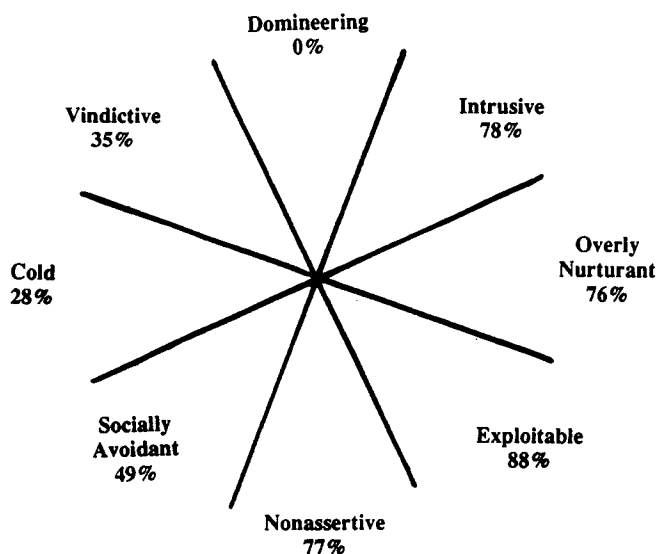 Domineering
0%
Vindictive
35%
Intrusive
78%
Cold
28%
Overly
Nurturant
76%
Socially
Avoidant
49%
Exploitable
88%
Nonassertive
77%